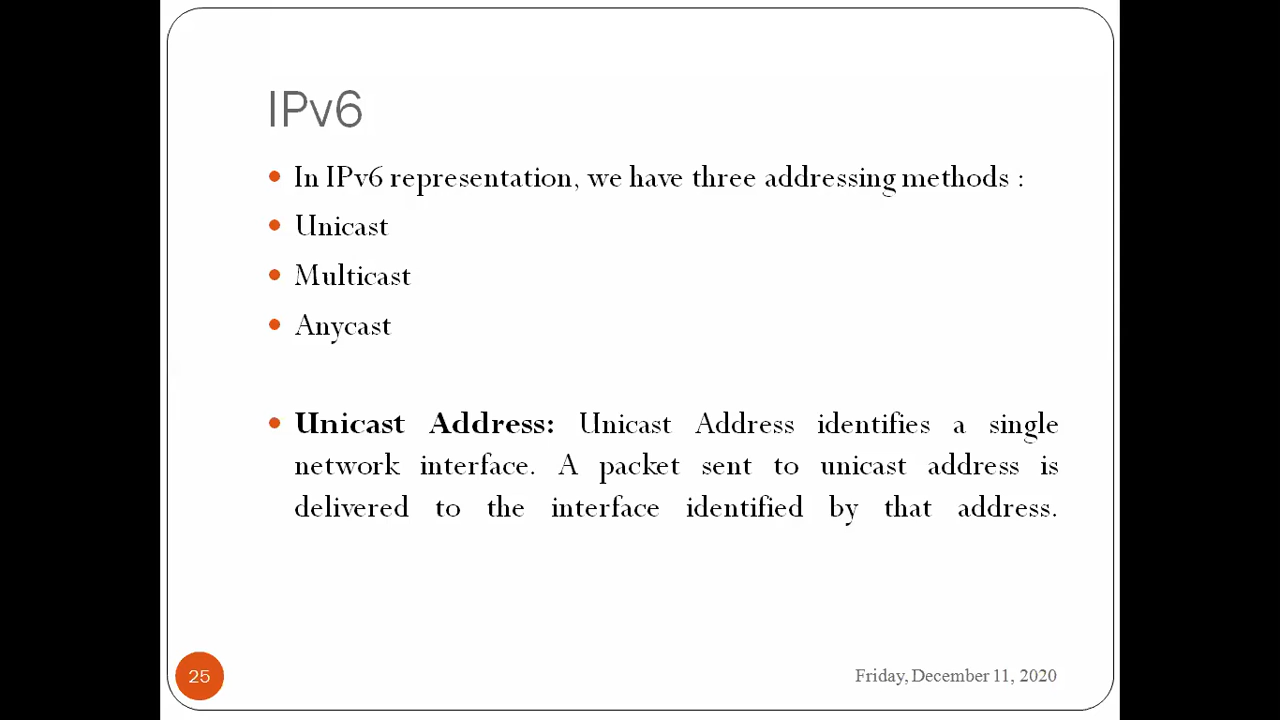 IPv6
In IPv6 representation, we have three addressing methods :
Unicast
Multicast
Anycast
Unicast Address: Unicast Address identifies a single
network interface. A packet sent to unicast address is
delivered to the interface identified by that address.
25
Friday, December 11, 2020